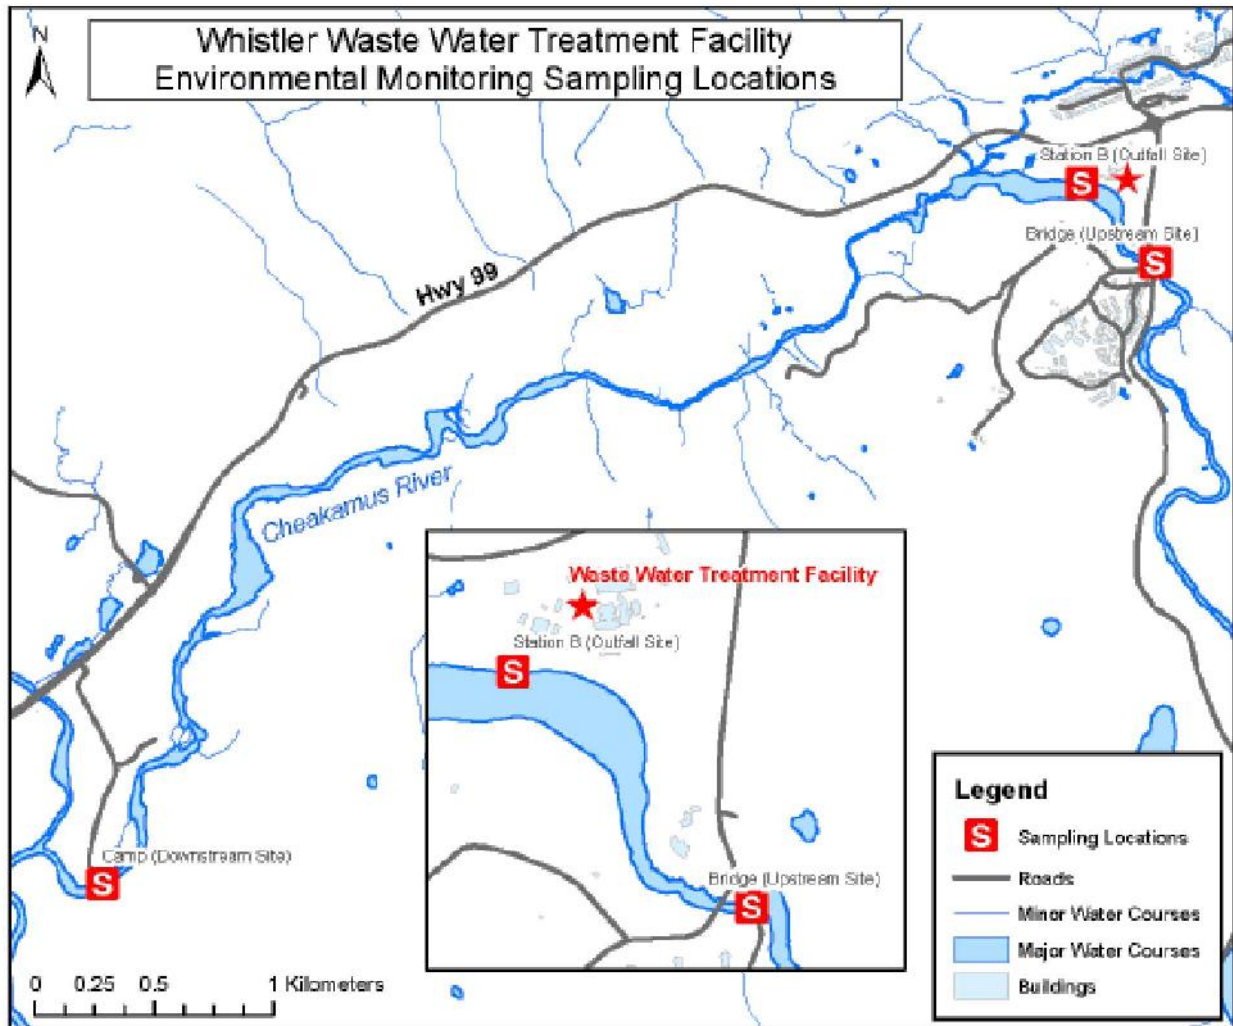 N
Whistler Waste Water Treatment Facility
Environmental Monitoring Sampling Locations
Station B (Outfall Site)
S
Bridge (Upstream Site)
S
Hwy 99
Cheakamus River
Waste Water Treatment Facility
Station B (Outfall Site)
S
Bridge (Upstream Site)
S
Camp (Downstream Site)
S
0 0.25 0.5 1 Kilometers
Legend
S Sampling Locations
Roads
Minor Water Courses
Major Water Courses
Buildings